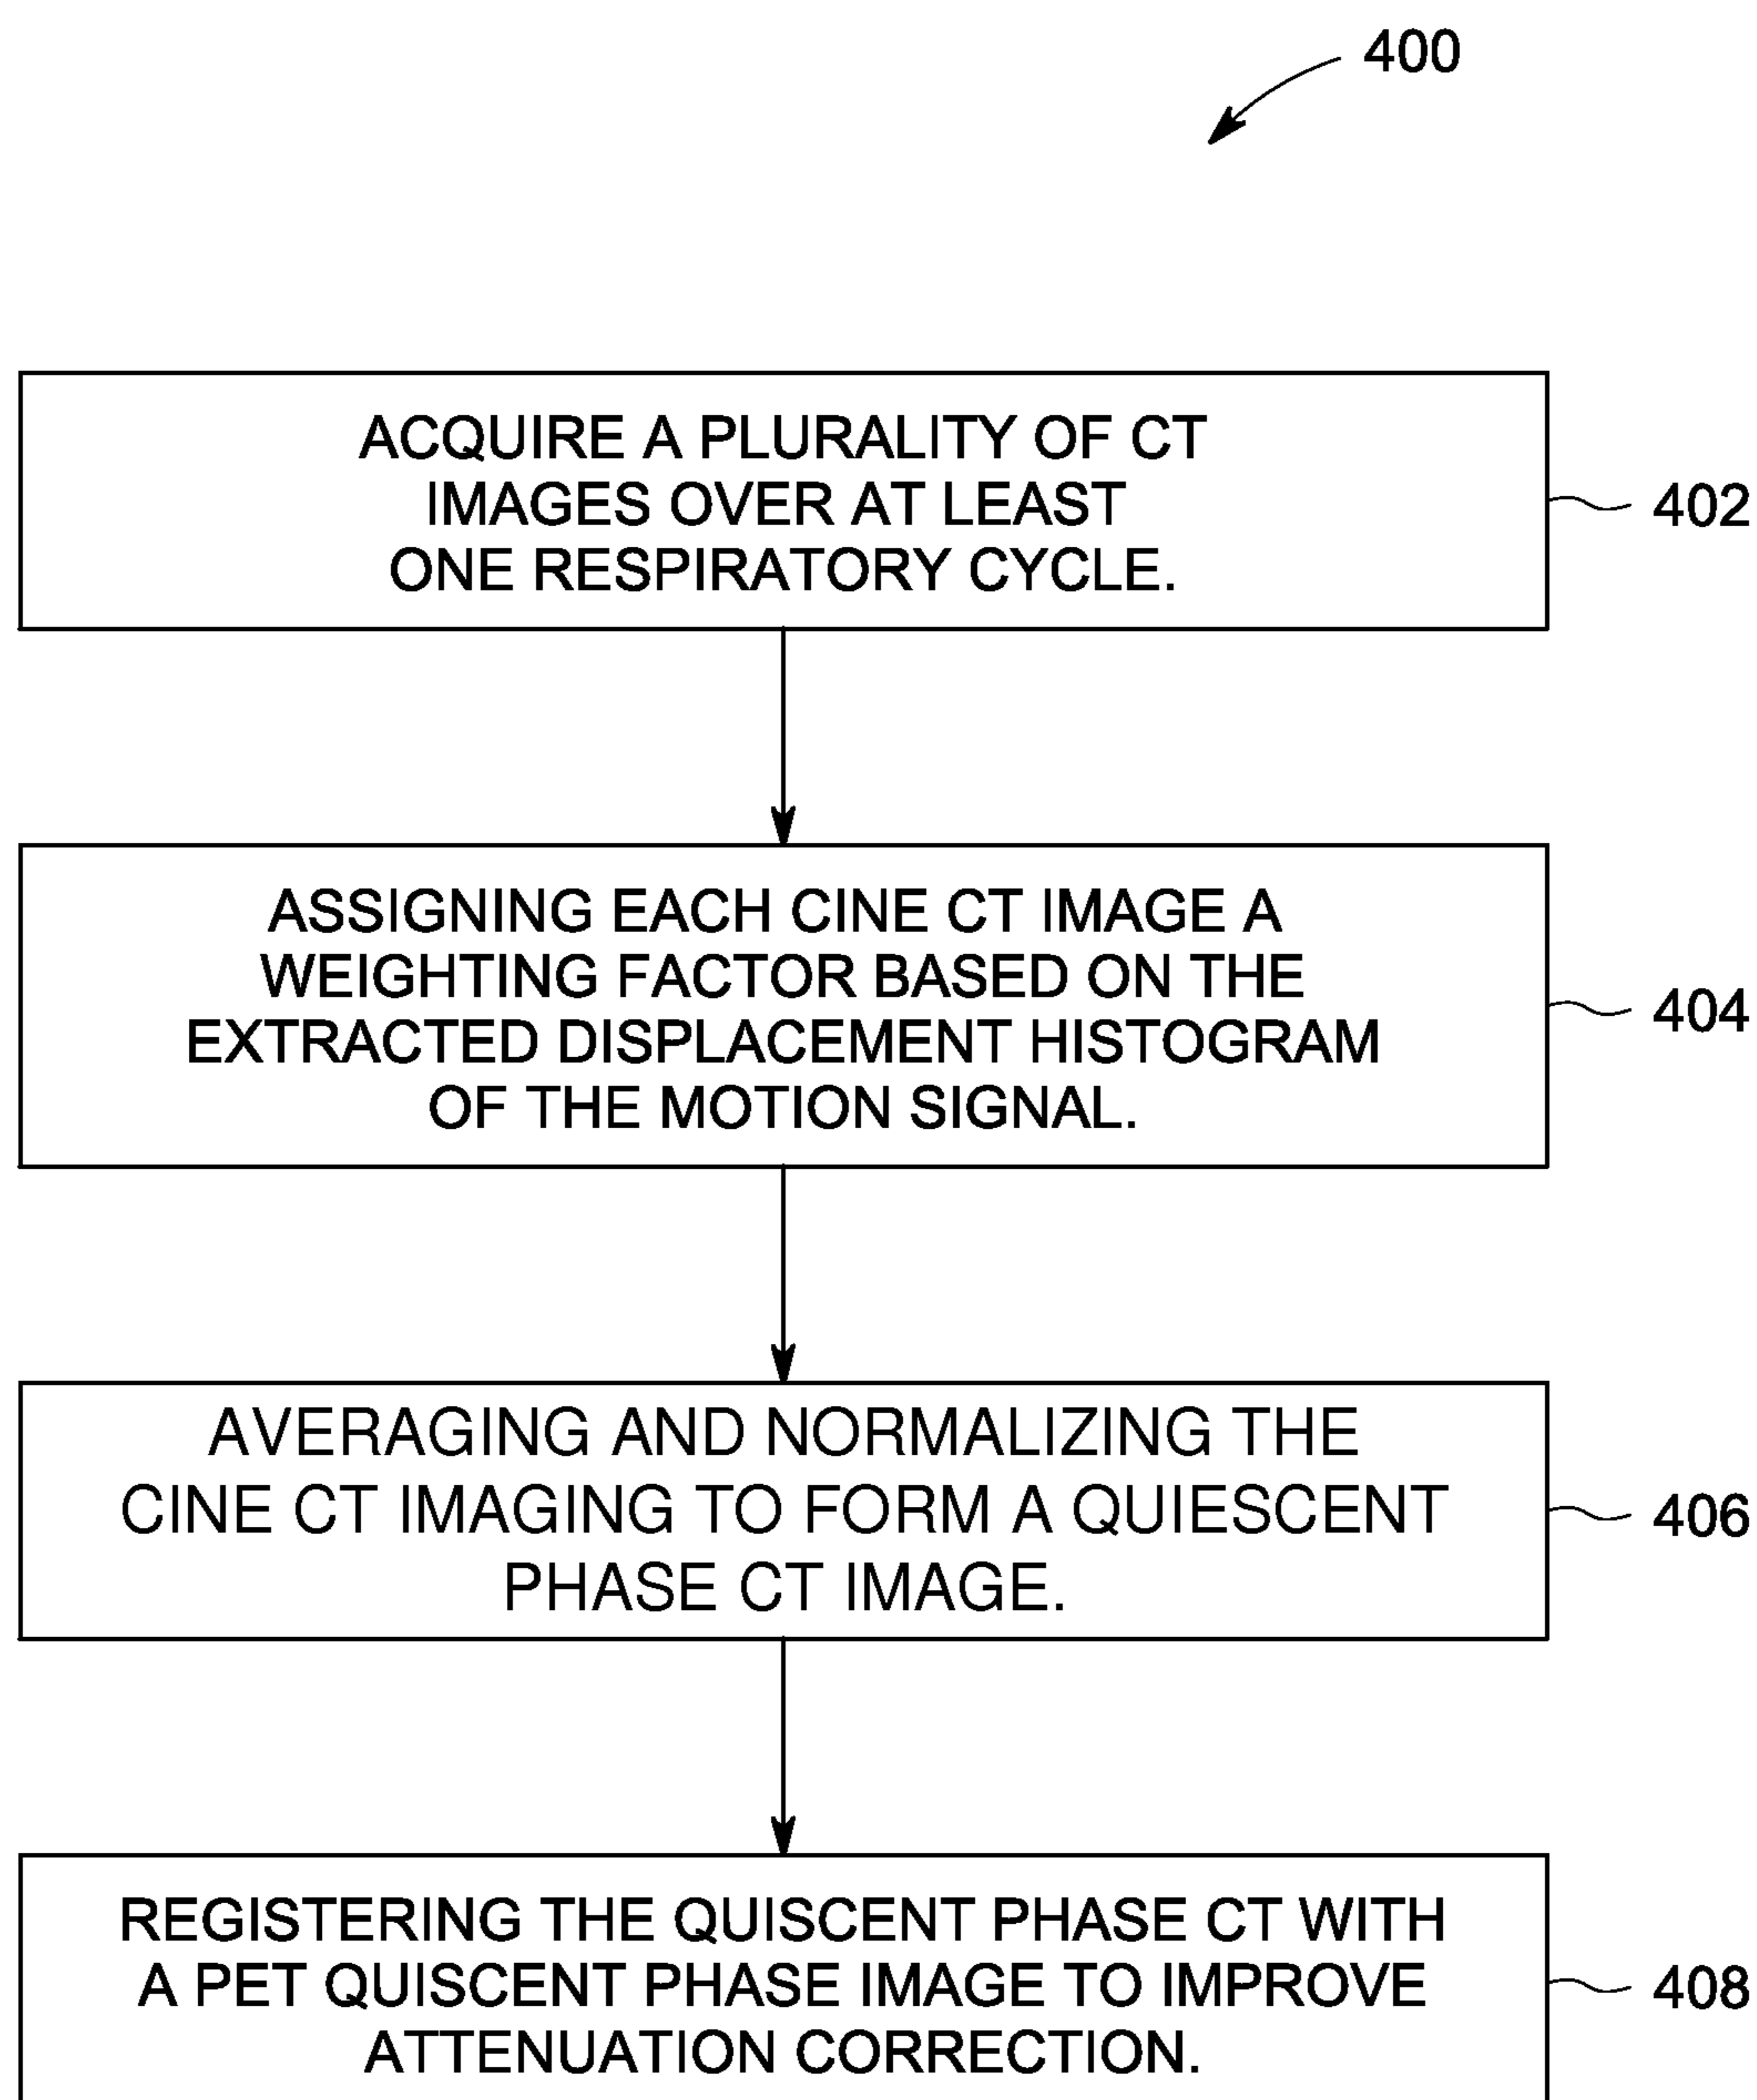 400
ACQUIRE A PLURALITY OF CT
IMAGES OVER AT LEAST
ONE RESPIRATORY CYCLE.
402
ASSIGNING EACH CINE CT IMAGE A
WEIGHTING FACTOR BASED ON THE
EXTRACTED DISPLACEMENT HISTOGRAM
OF THE MOTION SIGNAL.
404
AVERAGING AND NORMALIZING THE
CINE CT IMAGING TO FORM A QUIESCENT
PHASE CT IMAGE.
406
REGISTERING THE QUISCENT PHASE CT WITH
A PET QUISCENT PHASE IMAGE TO IMPROVE
ATTENUATION CORRECTION.
408